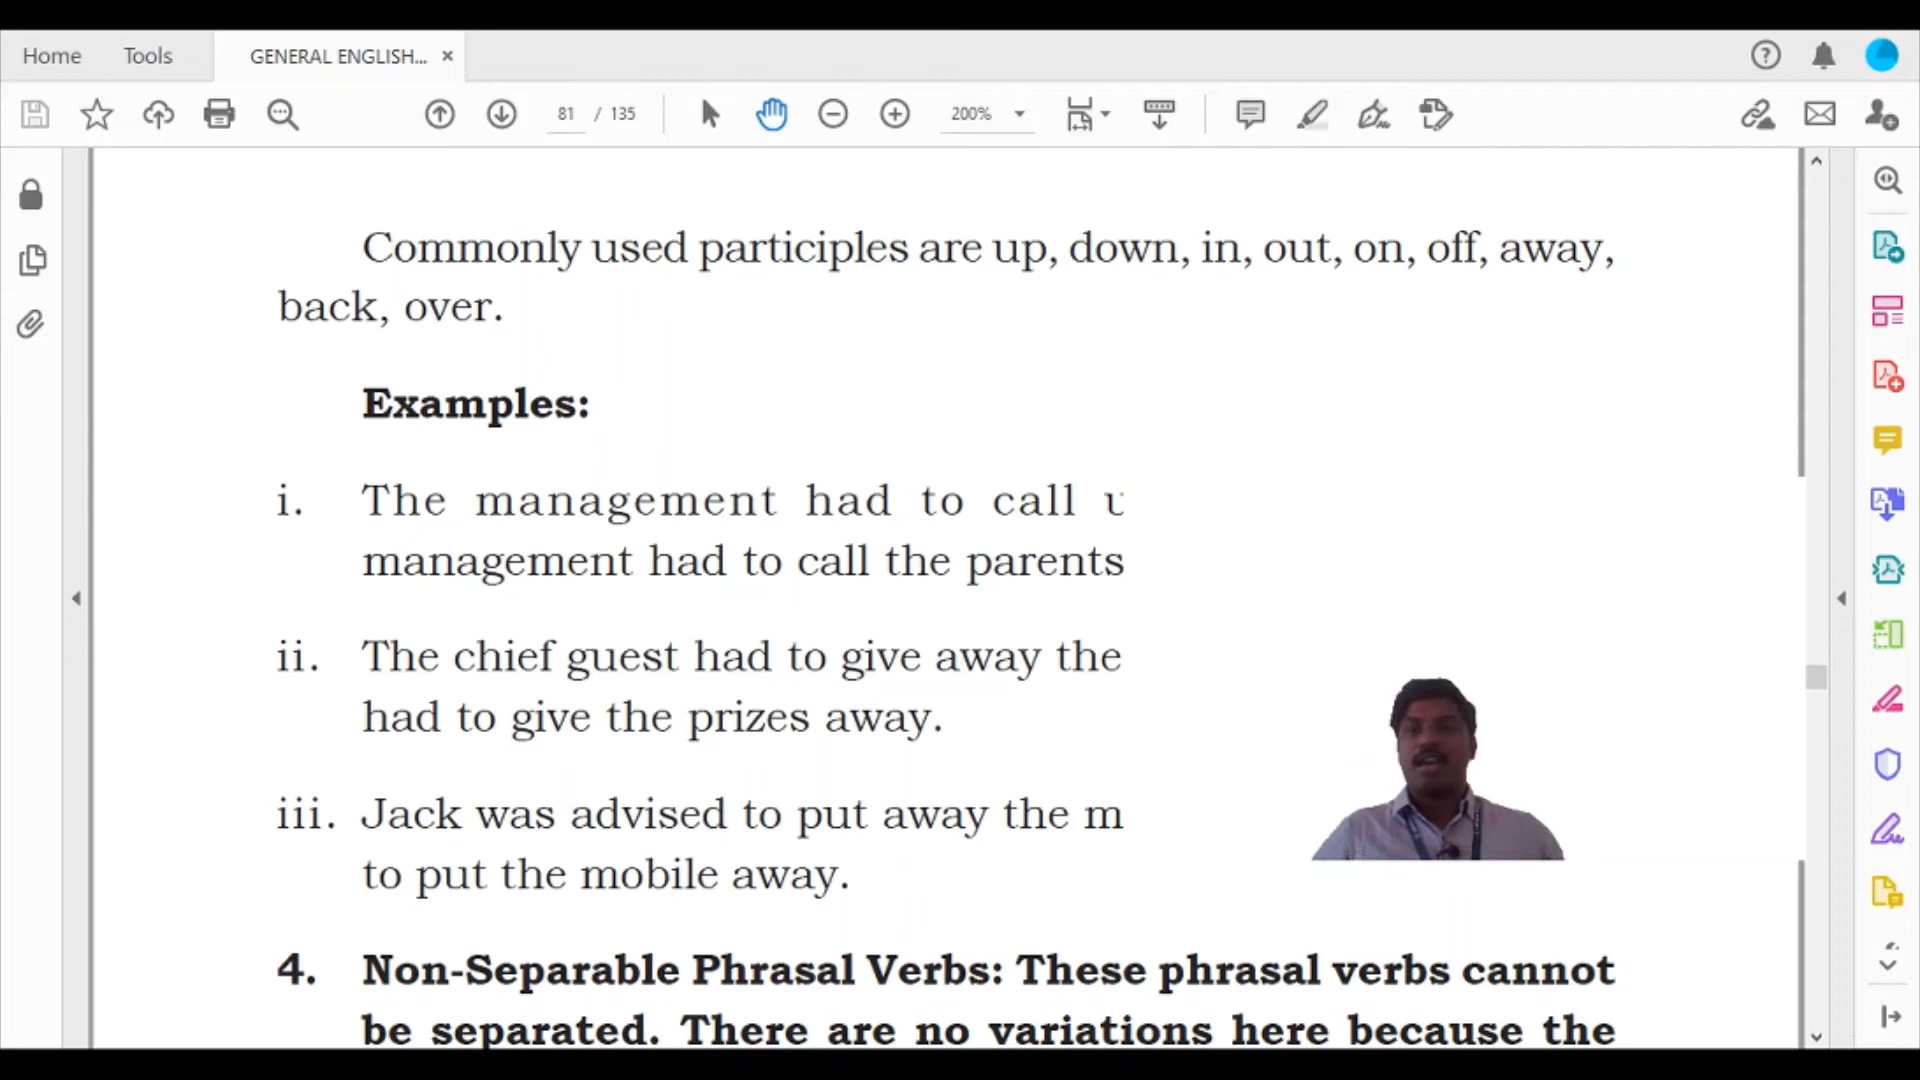 Home Tools GENERAL ENGLISH... ×
81 / 135 200%
Commonly used participles are up, down, in, out, on, off, away,
back, over.
Examples:
i. The management had to call
management had to call the parents
ii. The chief guest had to give away the
had to give the prizes away.
iii. Jack was advised to put away the
to put the mobile away.
4. Non-Separable Phrasal Verbs: These phrasal verbs cannot
be separated. There are no variations here because the